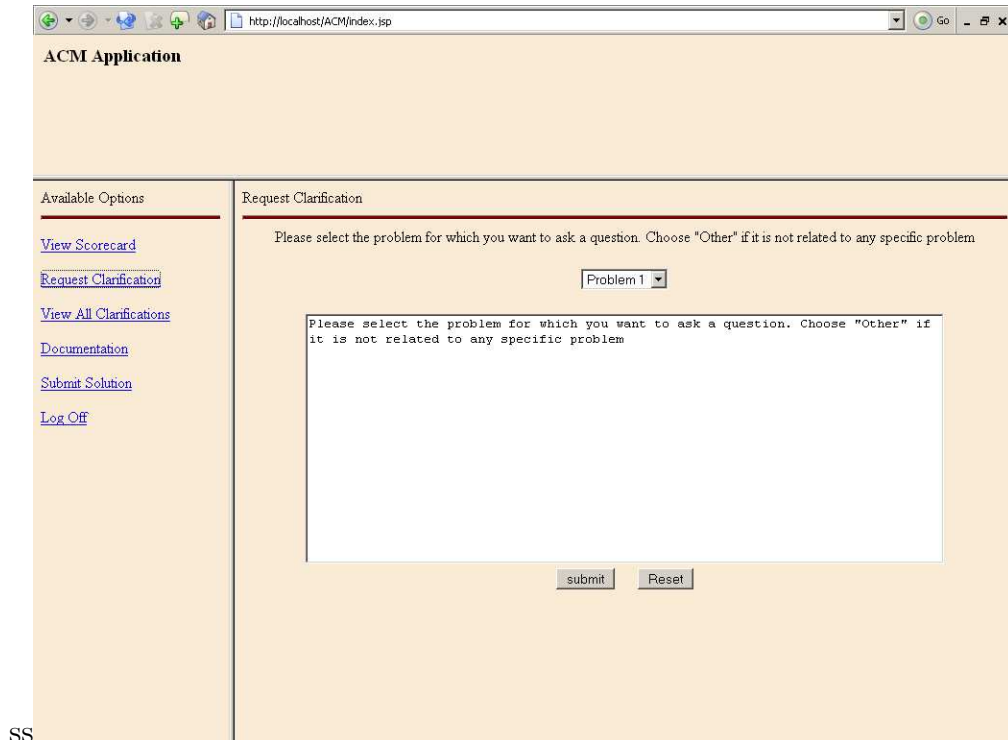 http://localhost/ACM/index.jsp
Go
ACM Application
Available Options
View Scorecard
Request Clarification
View All Clarifications
Documentation
Submit Solution
Log Off
Request Clarification
Please select the problem for which you want to ask a question. Choose "Other" if it is not related to any specific problem
Problem 1
Please select the problem for which you want to ask a question. Choose "Other" if
it is not related to any specific problem
submit
Reset
SS